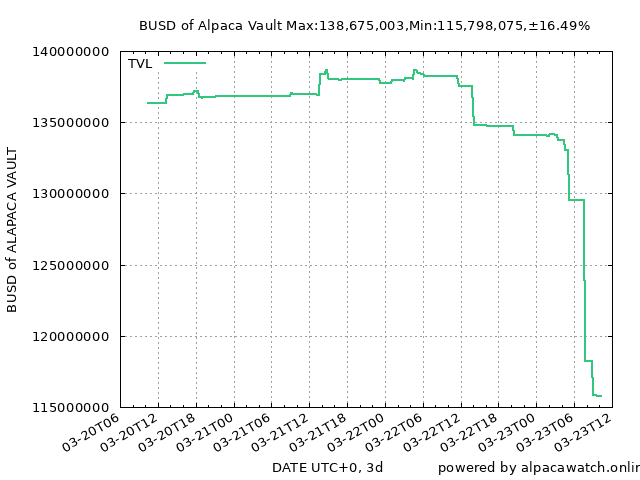 BUSD of Alpaca Vault Max:138,675,003,Min:115,798,075,±16.49%
TVL
BUSD of ALAPACA VAULT
140000000
135000000
130000000
125000000
120000000
115000000
03-20T06
03-20T12
03-20T18
03-21T00
03-21T06
03-21T12
03-21T18
03-22T00
03-22T06
03-22T12
03-22T18
03-23T00
03-23T06
03-23T12
DATE UTC+0, 3d
powered by alpacawatch.onlin